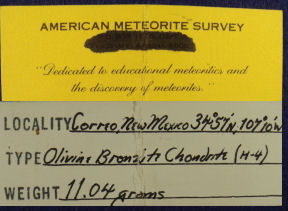 AMERICAN METEORITE SURVEY
"Dedicated to educational meteoritics and
the discovery of meteorites."
LOCALITY Correo, New Mexico 34°57'N, 107°10'W
TYPE Olivine Bronzite Chondrite (H-4)
WEIGHT 11.04 grams